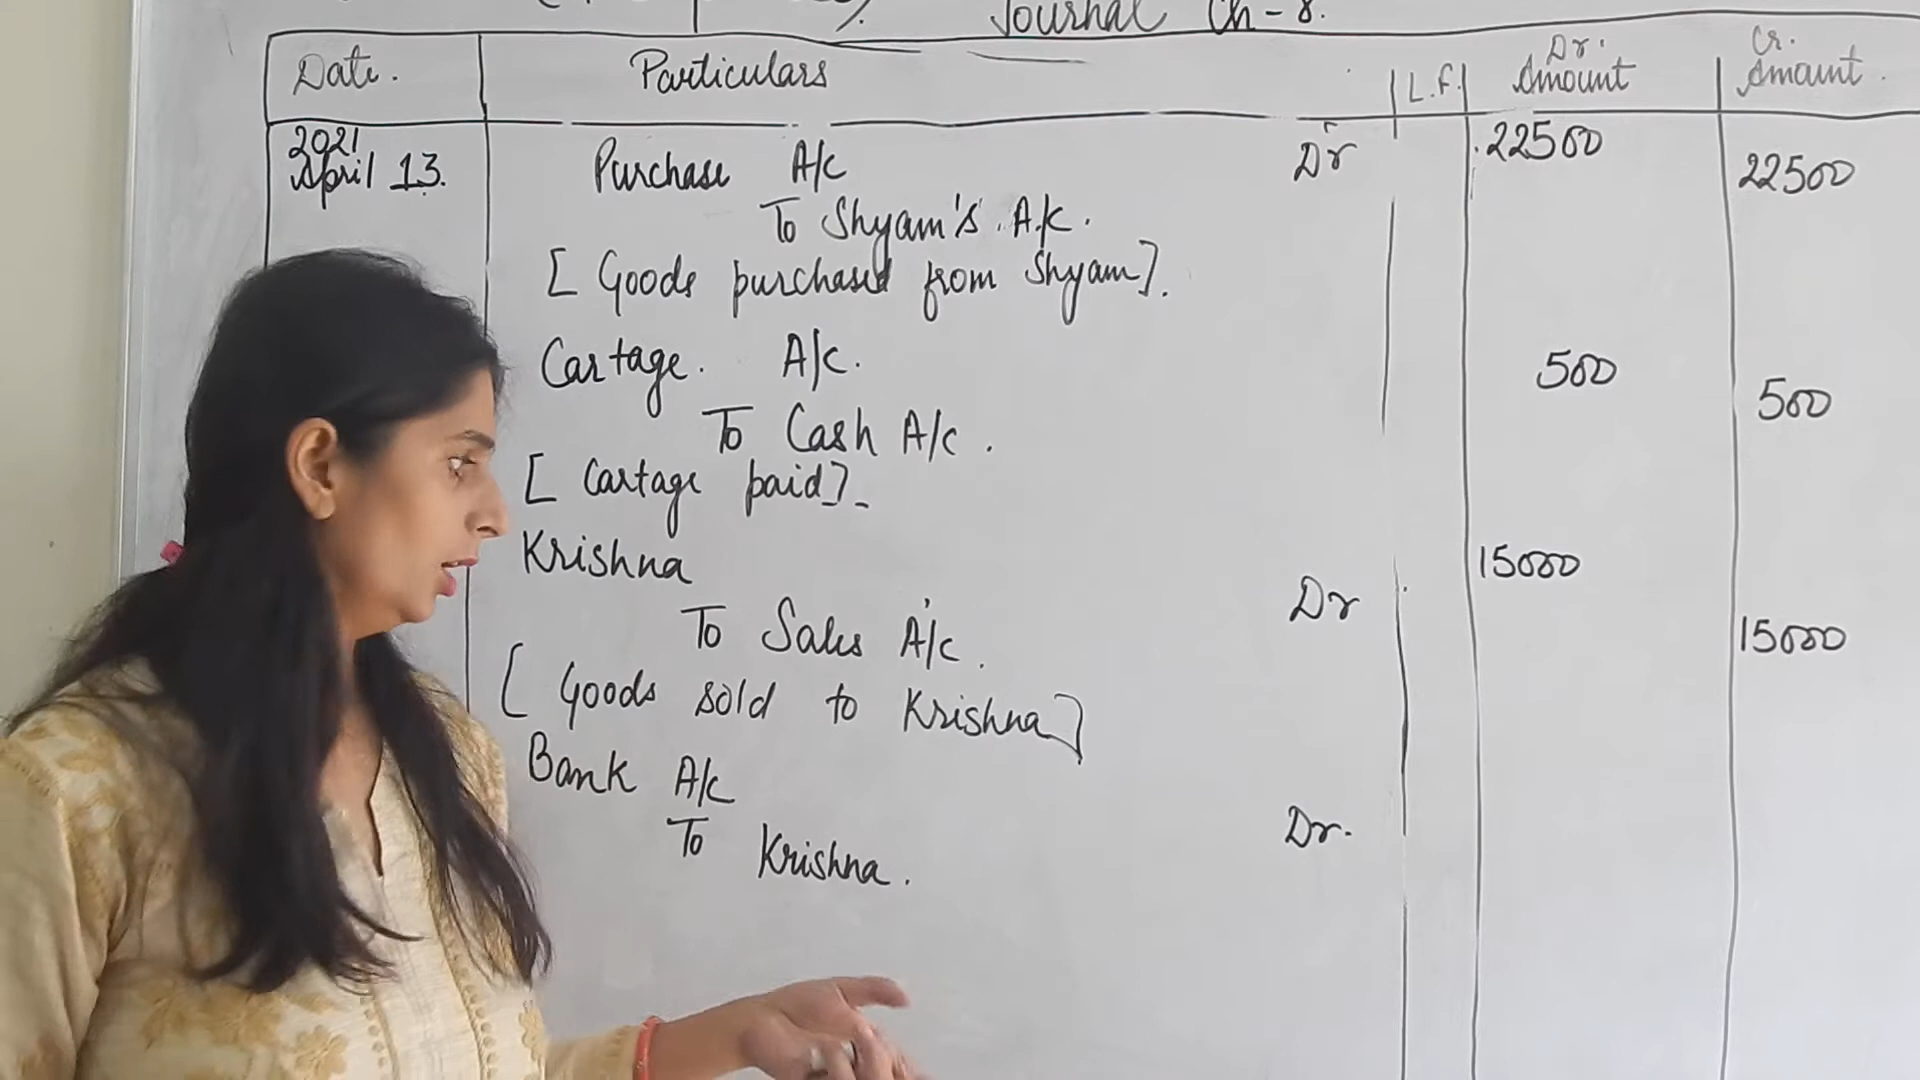 Journal Ch - 8.
Date. Particulars L.F. Dr. Amount Cr. Amount.
2021
April 13. Purchase A/c Dr 22500
To Shyam's A/c. 22500
[ Goods purchased from Shyam].
Cartage. A/c. 500
To Cash A/c. 500
[ Cartage paid]
Krishna Dr 15000
To Sales A/c. 15000
[ Goods sold to Krishna]
Bank A/c Dr.
To Krishna.